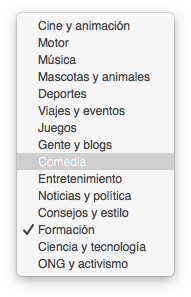 Cine y animación
Motor
Música
Mascotas y animales
Deportes
Viajes y eventos
Juegos
Gente y blogs
Comedia
Entretenimiento
Noticias y política
Consejos y estilo
Formación
Ciencia y tecnología
ONG y activismo